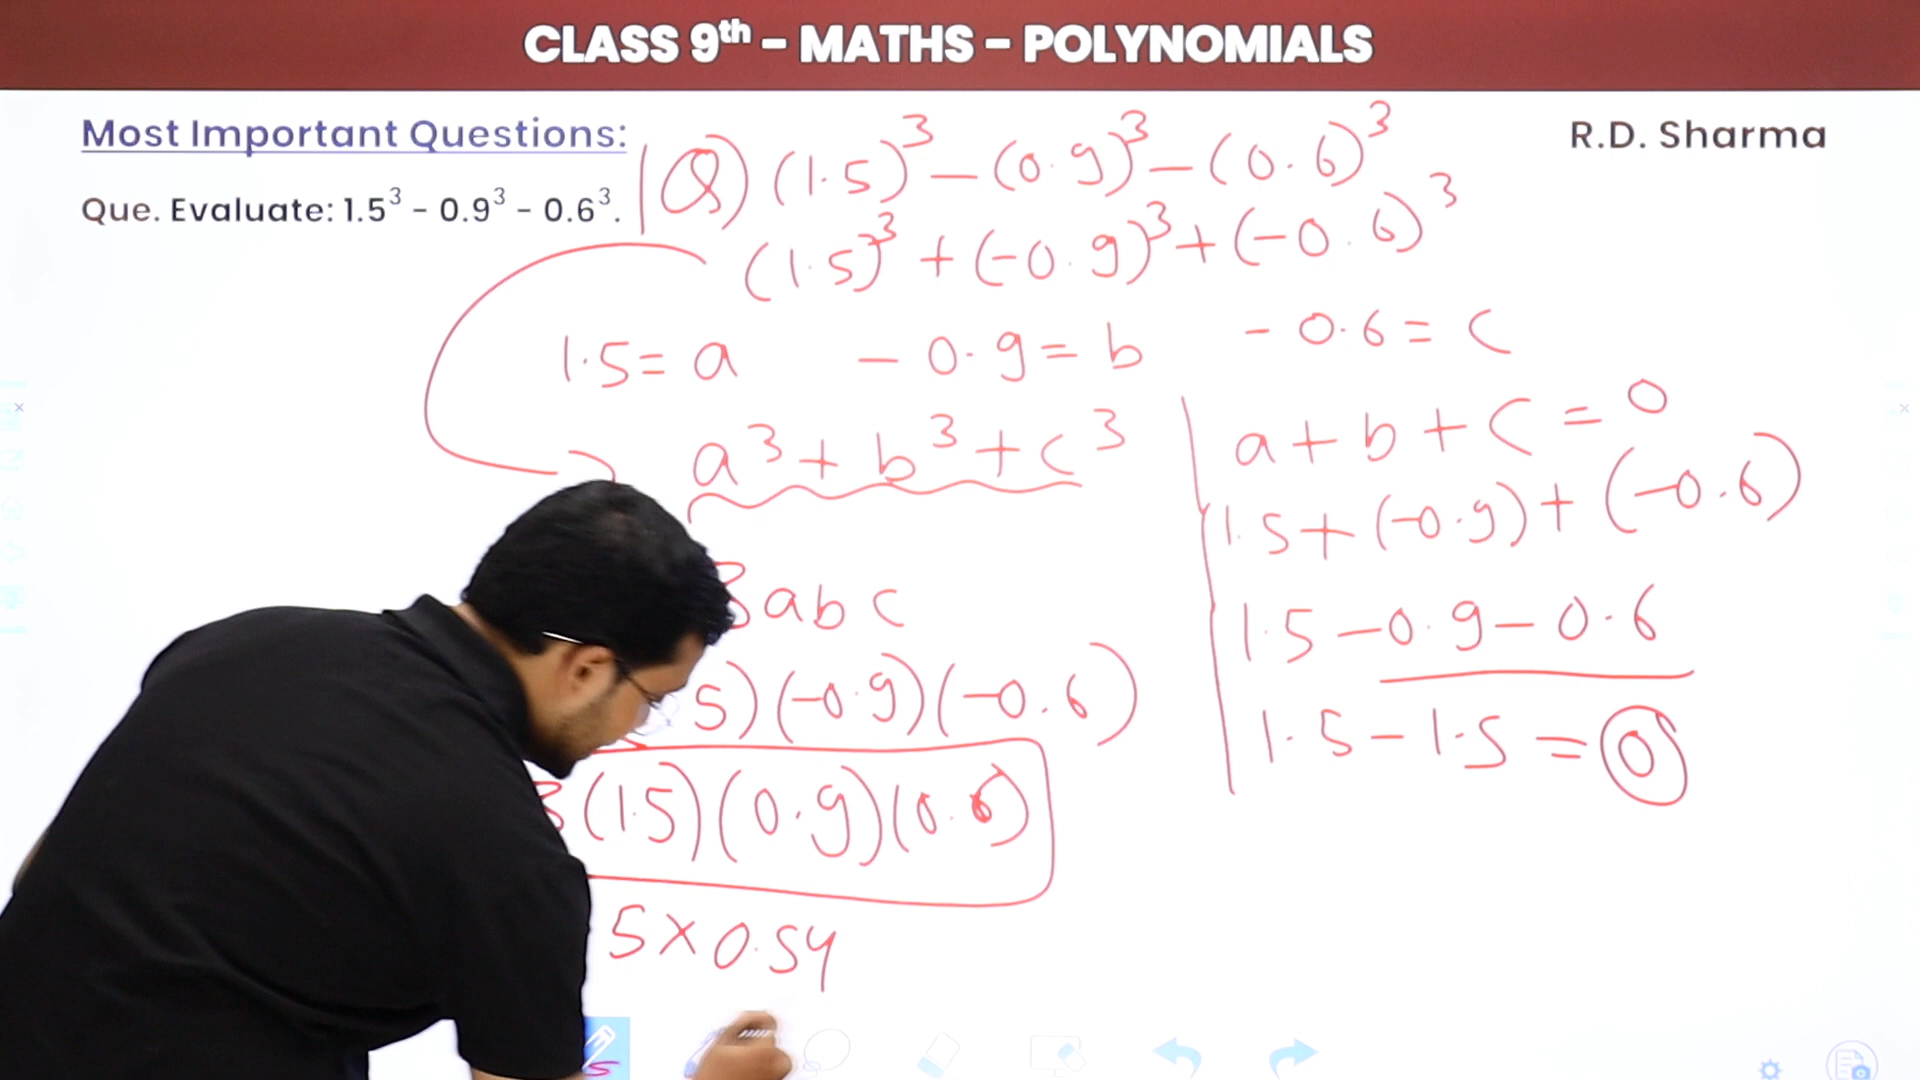 CLASS 9th - MATHS - POLYNOMIALS
Most Important Questions:
R.D. Sharma
Que. Evaluate: 1.5³ - 0.9³ - 0.6³.
Q) (1.5)³ - (0.9)³ - (0.6)³
(1.5)³ + (-0.9)³ + (-0.6)³
1.5 = a   - 0.9 = b   - 0.6 = c
a³ + b³ + c³
3abc
5)(-0.9)(-0.6)
3(1.5)(0.9)(0.6)
5 × 0.54
a + b + c = 0
1.5 + (-0.9) + (-0.6)
1.5 - 0.9 - 0.6
1.5 - 1.5 = 0